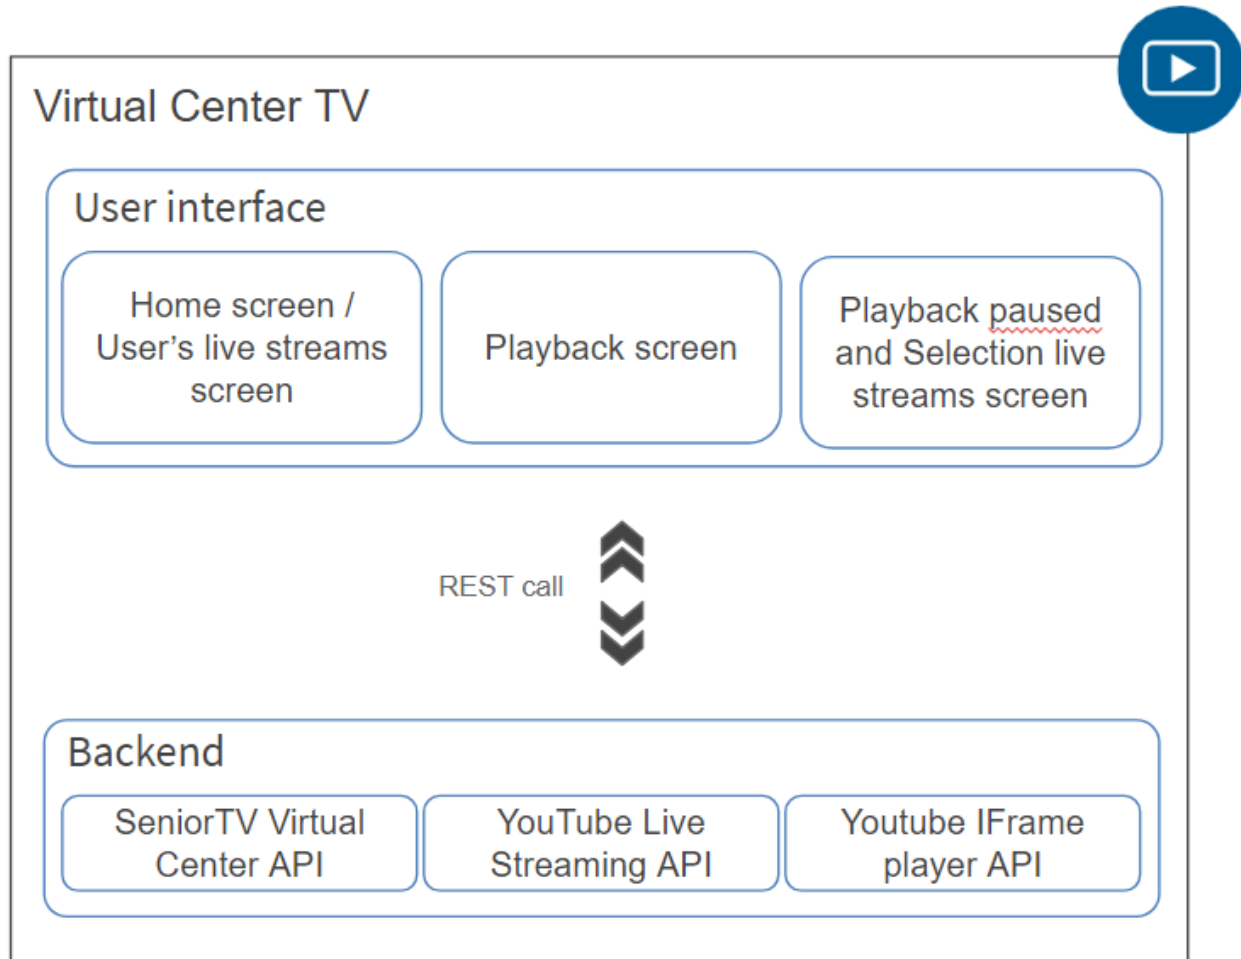 Virtual Center TV
User interface
Home screen /
User's live streams
screen
Playback screen
Playback paused
and Selection live
streams screen
REST call
Backend
SeniorTV Virtual
Center API
YouTube Live
Streaming API
Youtube IFrame
player API